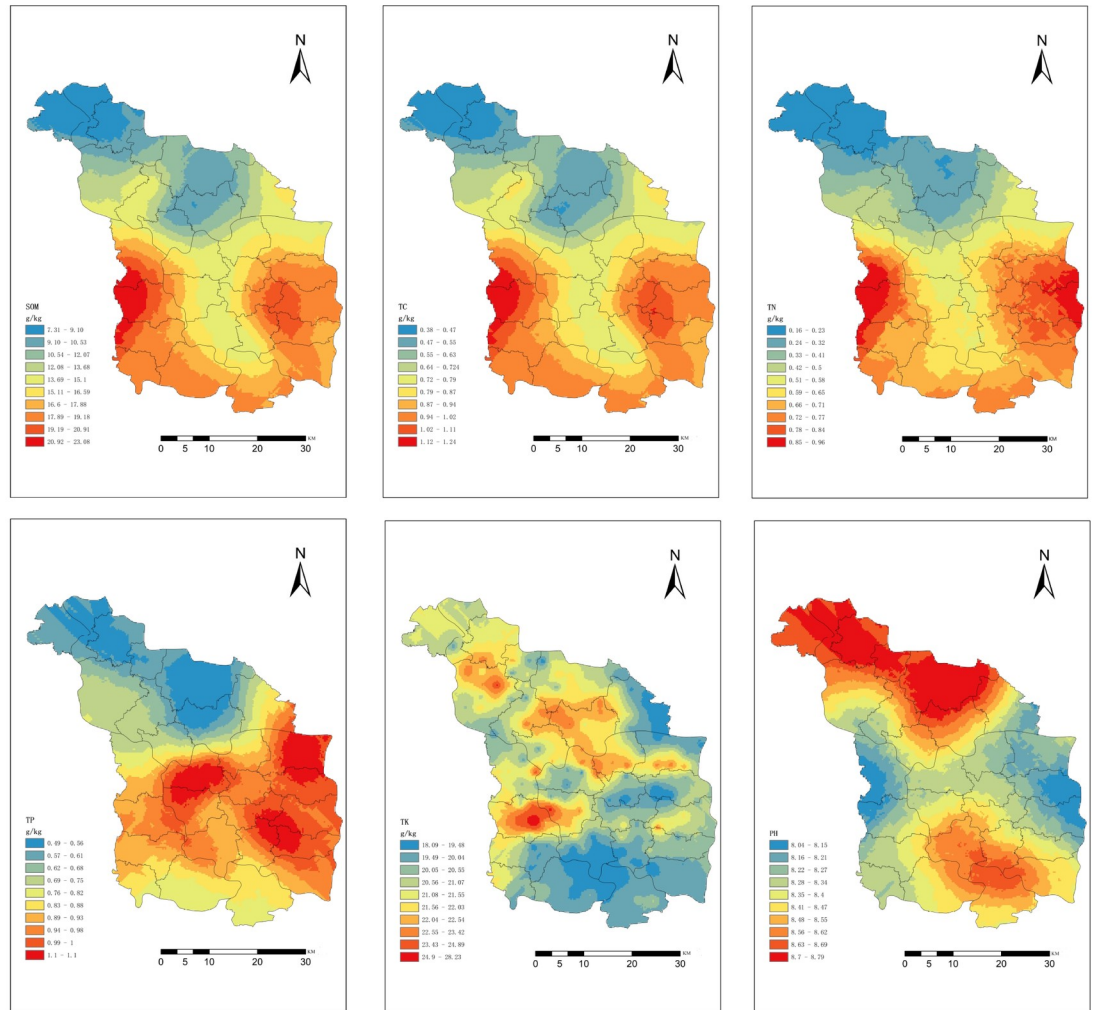 N
SOM
g/kg
7.31 - 9.10
9.10 - 10.53
10.54 - 12.07
12.08 - 13.68
13.69 - 15.1
15.11 - 16.59
16.6 - 17.88
17.89 - 19.18
19.19 - 20.91
20.92 - 23.08
KM
0 5 10 20 30
N
TC
g/kg
0.38 - 0.47
0.47 - 0.55
0.55 - 0.63
0.64 - 0.724
0.72 - 0.79
0.79 - 0.87
0.87 - 0.94
0.94 - 1.02
1.02 - 1.11
1.12 - 1.24
KM
0 5 10 20 30
N
TN
g/kg
0.16 - 0.23
0.24 - 0.32
0.33 - 0.41
0.42 - 0.5
0.51 - 0.58
0.59 - 0.65
0.66 - 0.71
0.72 - 0.77
0.78 - 0.84
0.85 - 0.96
KM
0 5 10 20 30
N
TP
g/kg
0.49 - 0.56
0.57 - 0.61
0.62 - 0.68
0.69 - 0.75
0.76 - 0.82
0.83 - 0.88
0.89 - 0.93
0.94 - 0.98
0.99 - 1
1.1 - 1.1
KM
0 5 10 20 30
N
TK
g/kg
18.09 - 19.48
19.49 - 20.04
20.05 - 20.55
20.56 - 21.07
21.08 - 21.55
21.56 - 22.03
22.04 - 22.54
22.55 - 23.42
23.43 - 24.89
24.9 - 28.23
KM
0 5 10 20 30
N
PH
8.04 - 8.15
8.16 - 8.21
8.22 - 8.27
8.28 - 8.34
8.35 - 8.4
8.41 - 8.47
8.48 - 8.55
8.56 - 8.62
8.63 - 8.69
8.7 - 8.79
KM
0 5 10 20 30